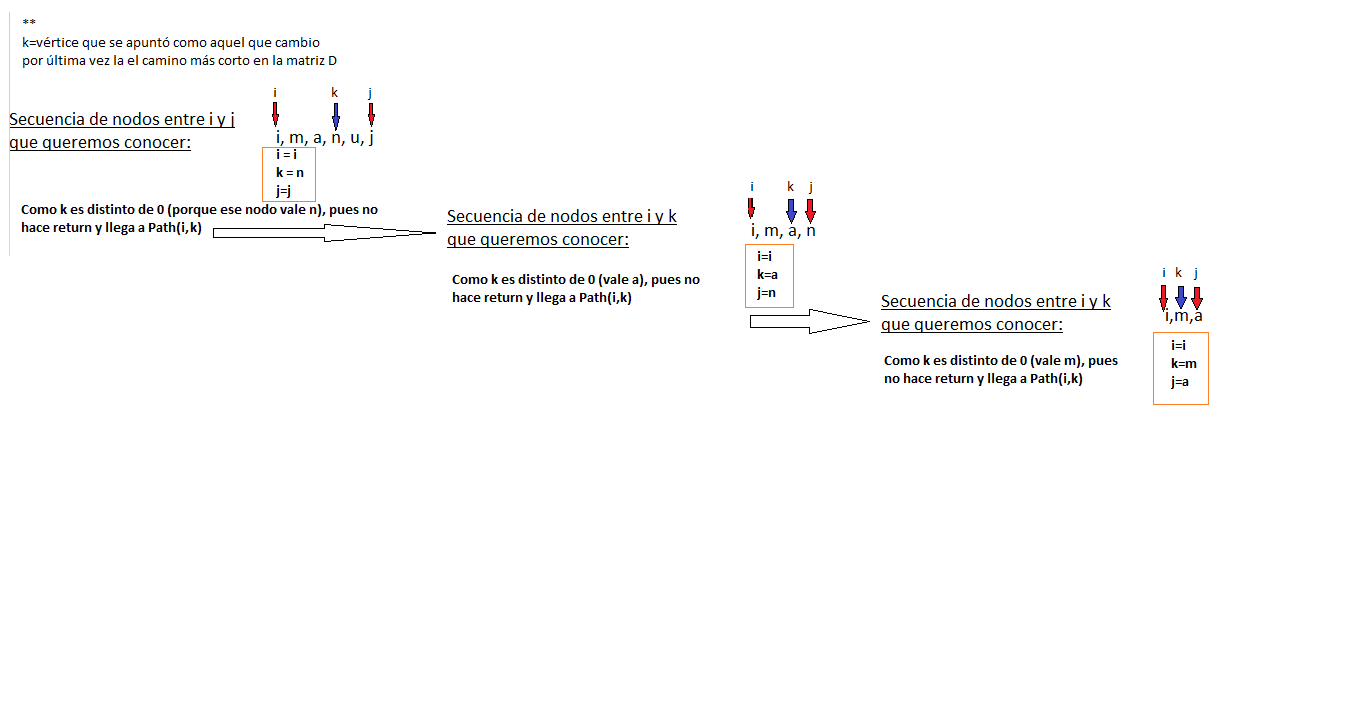 **
k=vértice que se apuntó como aquel que cambio
por última vez la el camino más corto en la matriz D
i k j
Secuencia de nodos entre i y j
que queremos conocer:
i, m, a, n, u, j
i = i
k = n
j=j
Como k es distinto de 0 (porque ese nodo vale n), pues no
hace return y llega a Path(i,k)
i k j
Secuencia de nodos entre i y k
que queremos conocer:
i, m, a, n
i=i
k=a
j=n
Como k es distinto de 0 (vale a), pues no
hace return y llega a Path(i,k)
i k j
Secuencia de nodos entre i y k
que queremos conocer:
i,m,a
i=i
k=m
j=a
Como k es distinto de 0 (vale m), pues
no hace return y llega a Path(i,k)